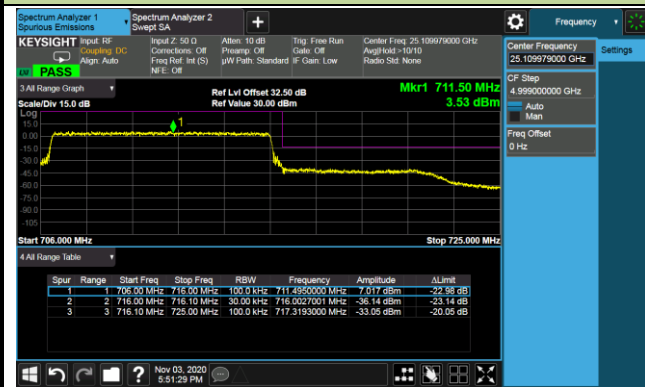 Spectrum Analyzer 1
Spurious Emissions
Spectrum Analyzer 2
Swept SA
Frequency
KEYSIGHT
Input: RF
Coupling: DC
Align: Auto
Input Z: 50 Ω
Corrections: Off
Freq Ref: Int (S)
NFE: Off
Atten: 10 dB
Preamp: Off
µW Path: Standard
Trig: Free Run
Gate: Off
IF Gain: Low
Center Freq: 25.109979000 GHz
Avg|Hold:>10/10
Radio Std: None
LXI PASS
Center Frequency
25.109979000 GHz
Settings
CF Step
4.999000000 GHz
Auto
Man
Freq Offset
0 Hz
3 All Range Graph
Scale/Div 15.0 dB
Ref Lvl Offset 32.50 dB
Ref Value 30.00 dBm
Mkr1 711.50 MHz
3.53 dBm
Log
15.0
0.00
-15.0
-30.0
-45.0
-60.0
-75.0
-90.0
-105
1
Start 706.000 MHz
Stop 725.000 MHz
4 All Range Table
Spur Range Start Freq Stop Freq RBW Frequency Amplitude ΔLimit
1 1 706.00 MHz 716.00 MHz 100.0 kHz 711.4950000 MHz 7.017 dBm -22.98 dB
2 2 716.00 MHz 716.10 MHz 30.00 kHz 716.0027001 MHz -36.14 dBm -23.14 dB
3 3 716.10 MHz 725.00 MHz 100.0 kHz 717.3193000 MHz -33.05 dBm -20.05 dB
Nov 03, 2020
5:51:29 PM